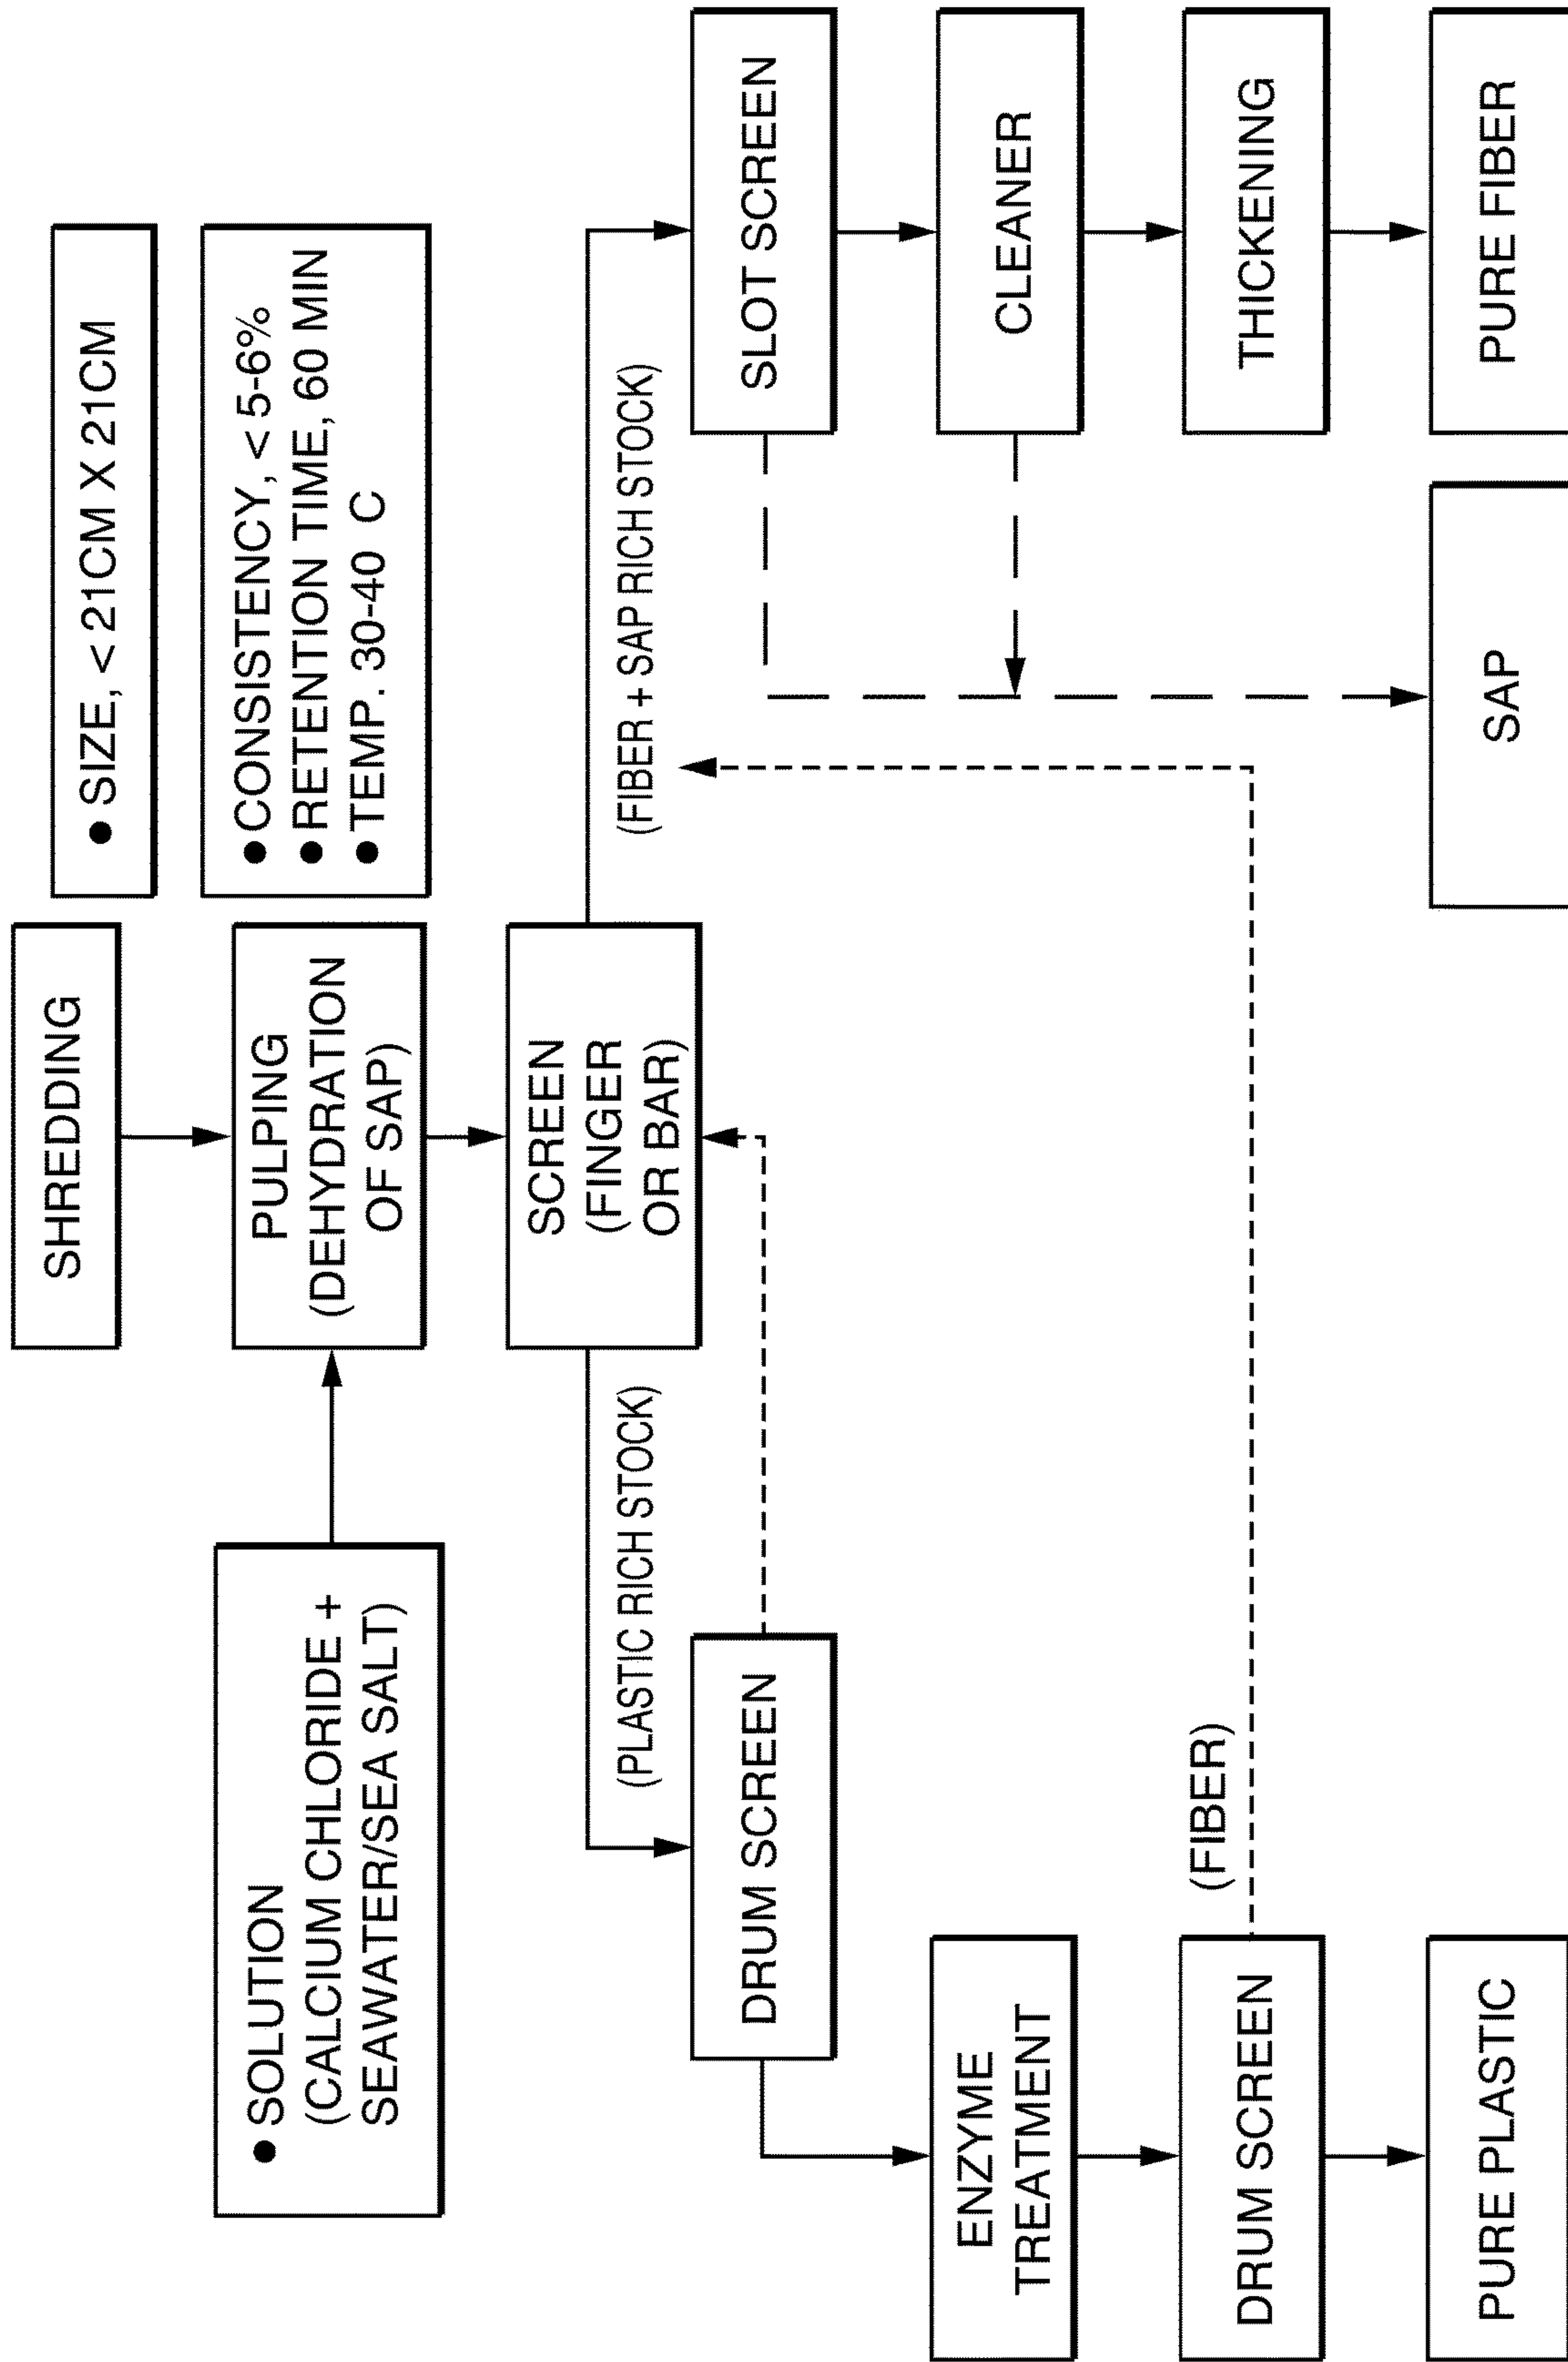 SHREDDING
● SIZE, < 21CM X 21CM
● SOLUTION
(CALCIUM CHLORIDE +
SEAWATER/SEA SALT)
PULPING
(DEHYDRATION
OF SAP)
● CONSISTENCY, < 5-6%
● RETENTION TIME, 60 MIN
● TEMP. 30-40 C
SCREEN
(FINGER
OR BAR)
(PLASTIC RICH STOCK)
(FIBER + SAP RICH STOCK)
DRUM SCREEN
SLOT SCREEN
ENZYME
TREATMENT
CLEANER
DRUM SCREEN
(FIBER)
THICKENING
PURE PLASTIC
SAP
PURE FIBER